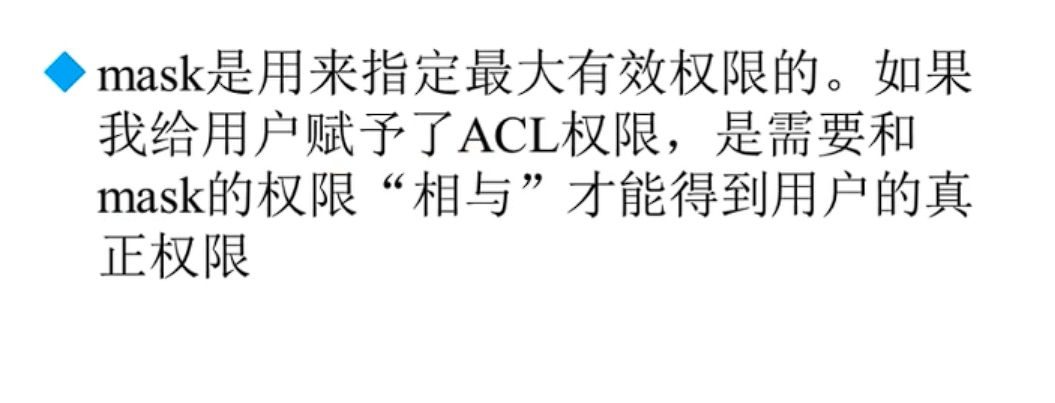 mask是用来指定最大有效权限的。如果
我给用户赋予了ACL权限，是需要和
mask的权限“相与”才能得到用户的真
正权限